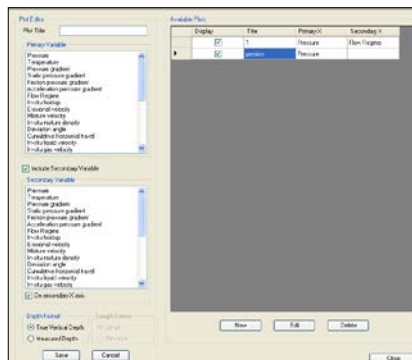 Plot Editor
Plot Title
Primary Variable
Pressure
Temperature
Pressure gradient
Static pressure gradient
Friction pressure gradient
Acceleration pressure gradient
Flow Regime
In-situ holdup
Erosional velocity
Mixture velocity
In-situ mixture density
Deviation angle
Cumulative horizontal travel
In-situ liquid velocity
In-situ gas velocity
Include Secondary Variable
Secondary Variable
Pressure
Temperature
Pressure gradient
Static pressure gradient
Friction pressure gradient
Acceleration pressure gradient
Flow Regime
In-situ holdup
Erosional velocity
Mixture velocity
In-situ mixture density
Deviation angle
Cumulative horizontal travel
In-situ liquid velocity
In-situ gas velocity
On secondary X axis
Depth Format
True Vertical Depth
Measured Depth
Save Cancel
Available Plots
Display Title Primary X Secondary X
1 Pressure Flow Regime
Pressure
New Edit Delete
Close